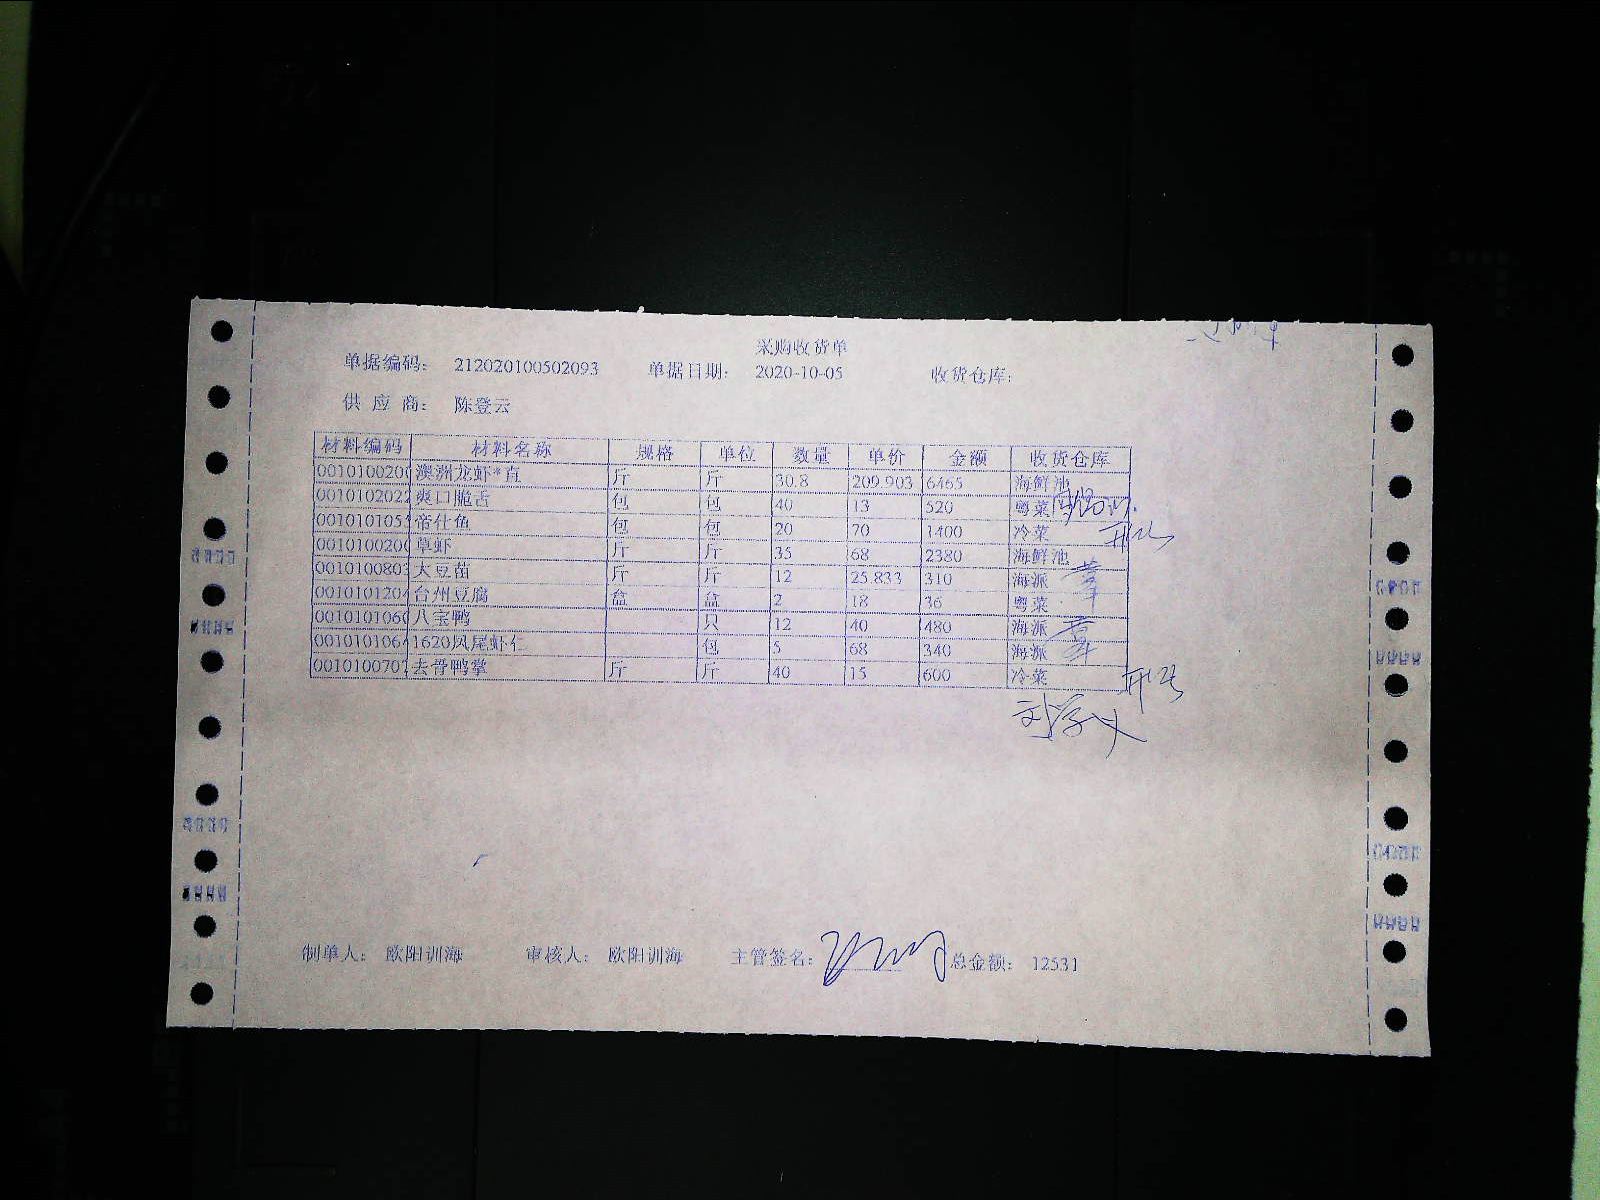 采购收货单
单据编码: 212020100502093 单据日期: 2020-10-05 收货仓库:
供 应 商: 陈登云
材料编码 材料名称 规格 单位 数量 单价 金额 收货仓库
0010100200 澳洲龙虾*直 斤 斤 30.8 209.903 6465 海鲜池
0010102022 爽口脆舌 包 包 40 13 520 粤菜
001010105 帝仕鱼 包 包 20 70 1400 冷菜
001010020 草虾 斤 斤 35 68 2380 海鲜池
0010100803 大豆苗 斤 斤 12 25.833 310 海派
0010101204 台州豆腐 盒 盒 2 18 36 粤菜
0010101060 八宝鸭 只 12 40 480 海派
0010101064 1620凤尾虾仁 包 5 68 340 海派
0010100707 去骨鸭掌 斤 斤 40 15 600 冷菜
制单人: 欧阳训海 审核人: 欧阳训海 主管签名: 总金额: 12531